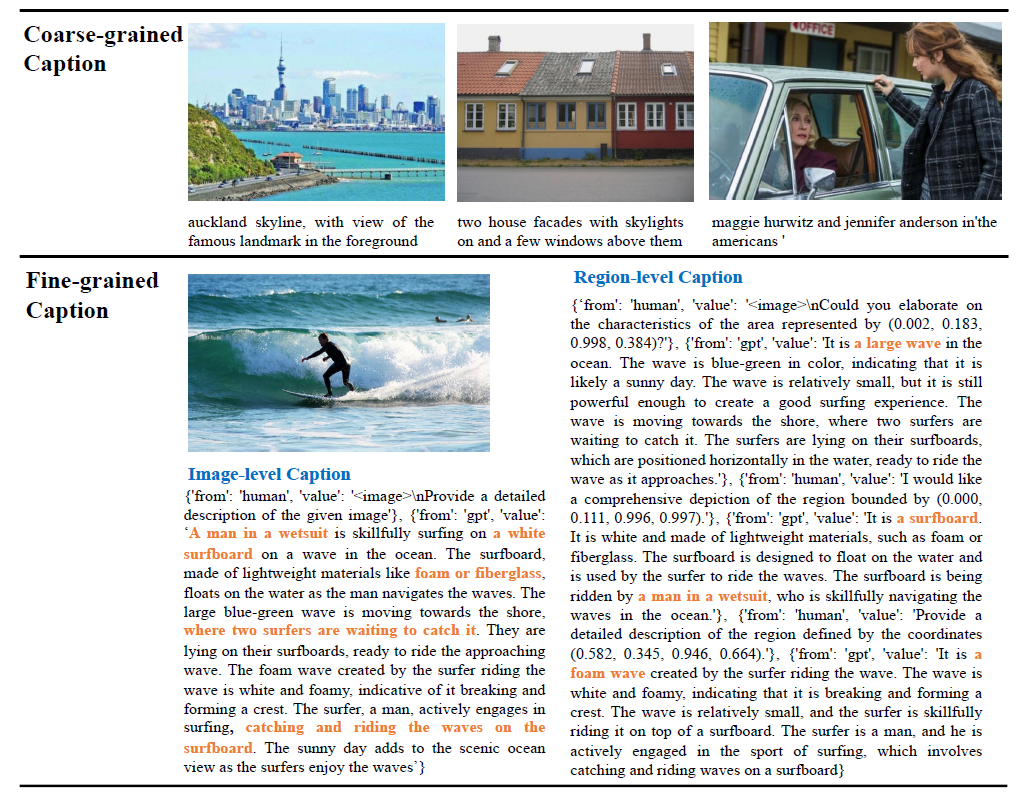 Coarse-grained
Caption
OFFICE
auckland skyline, with view of the
famous landmark in the foreground
two house facades with skylights
on and a few windows above them
maggie hurwitz and jennifer anderson in'the
americans '
Fine-grained
Caption
Image-level Caption
{'from': 'human', 'value': '<image>\nProvide a detailed
description of the given image'}, {'from': 'gpt', 'value':
‘A man in a wetsuit is skillfully surfing on a white
surfboard on a wave in the ocean. The surfboard,
made of lightweight materials like foam or fiberglass,
floats on the water as the man navigates the waves. The
large blue-green wave is moving towards the shore,
where two surfers are waiting to catch it. They are
lying on their surfboards, ready to ride the approaching
wave. The foam wave created by the surfer riding the
wave is white and foamy, indicative of it breaking and
forming a crest. The surfer, a man, actively engages in
surfing, catching and riding the waves on the
surfboard. The sunny day adds to the scenic ocean
view as the surfers enjoy the waves`}
Region-level Caption
{‘from': 'human', 'value': '<image>\nCould you elaborate on
the characteristics of the area represented by (0.002, 0.183,
0.998, 0.384)?'}, {'from': 'gpt', 'value': 'It is a large wave in the
ocean. The wave is blue-green in color, indicating that it is
likely a sunny day. The wave is relatively small, but it is still
powerful enough to create a good surfing experience. The
wave is moving towards the shore, where two surfers are
waiting to catch it. The surfers are lying on their surfboards,
which are positioned horizontally in the water, ready to ride the
wave as it approaches.'}, {'from': 'human', 'value': 'I would like
a comprehensive depiction of the region bounded by (0.000,
0.111, 0.996, 0.997).'}, {'from': 'gpt', 'value': 'It is a surfboard.
It is white and made of lightweight materials, such as foam or
fiberglass. The surfboard is designed to float on the water and
is used by the surfer to ride the waves. The surfboard is being
ridden by a man in a wetsuit, who is skillfully navigating the
waves in the ocean.'}, {'from': 'human', 'value': 'Provide a
detailed description of the region defined by the coordinates
(0.582, 0.345, 0.946, 0.664).'}, {'from': 'gpt', 'value': 'It is a
foam wave created by the surfer riding the wave. The wave is
white and foamy, indicating that it is breaking and forming a
crest. The wave is relatively small, and the surfer is skillfully
riding it on top of a surfboard. The surfer is a man, and he is
actively engaged in the sport of surfing, which involves
catching and riding waves on a surfboard}